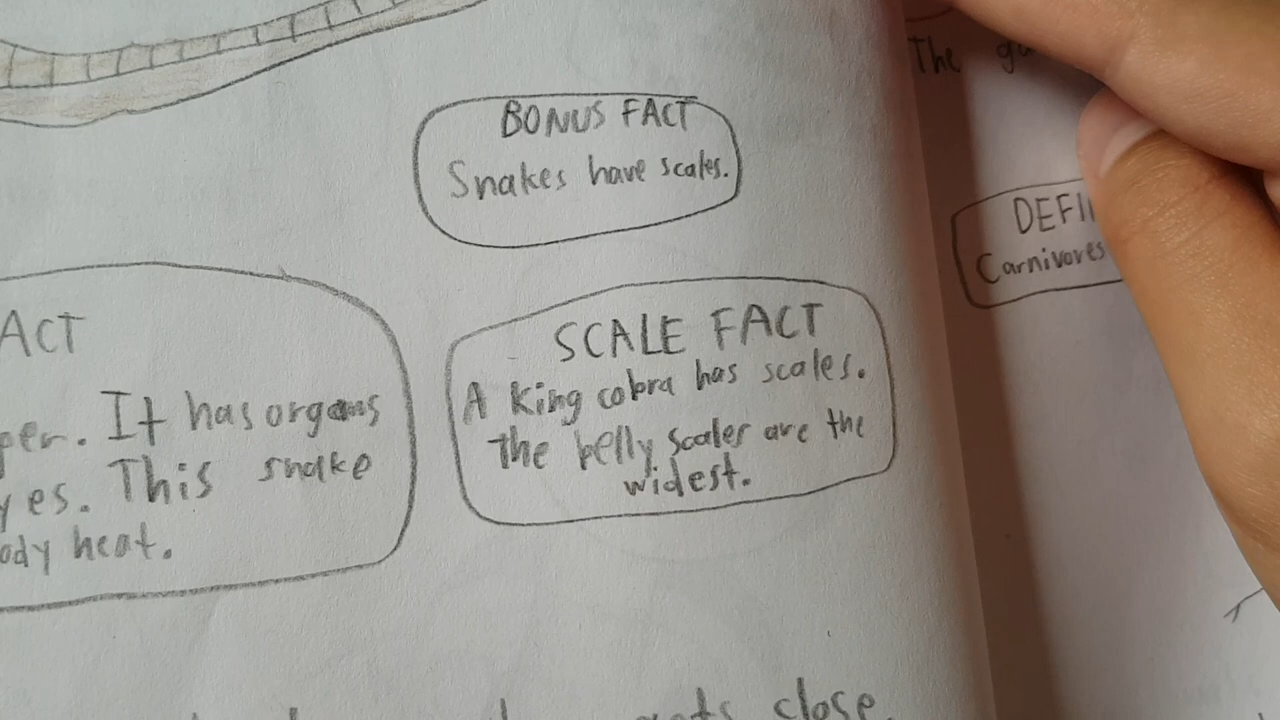 The
BONUS FACT
Snakes have scales.
DEFI
Carnivores
ACT
SCALE FACT
A king cobra has scales.
The belly scales are the
widest.
per. It has organs
yes. This snake
ody heat.
close.